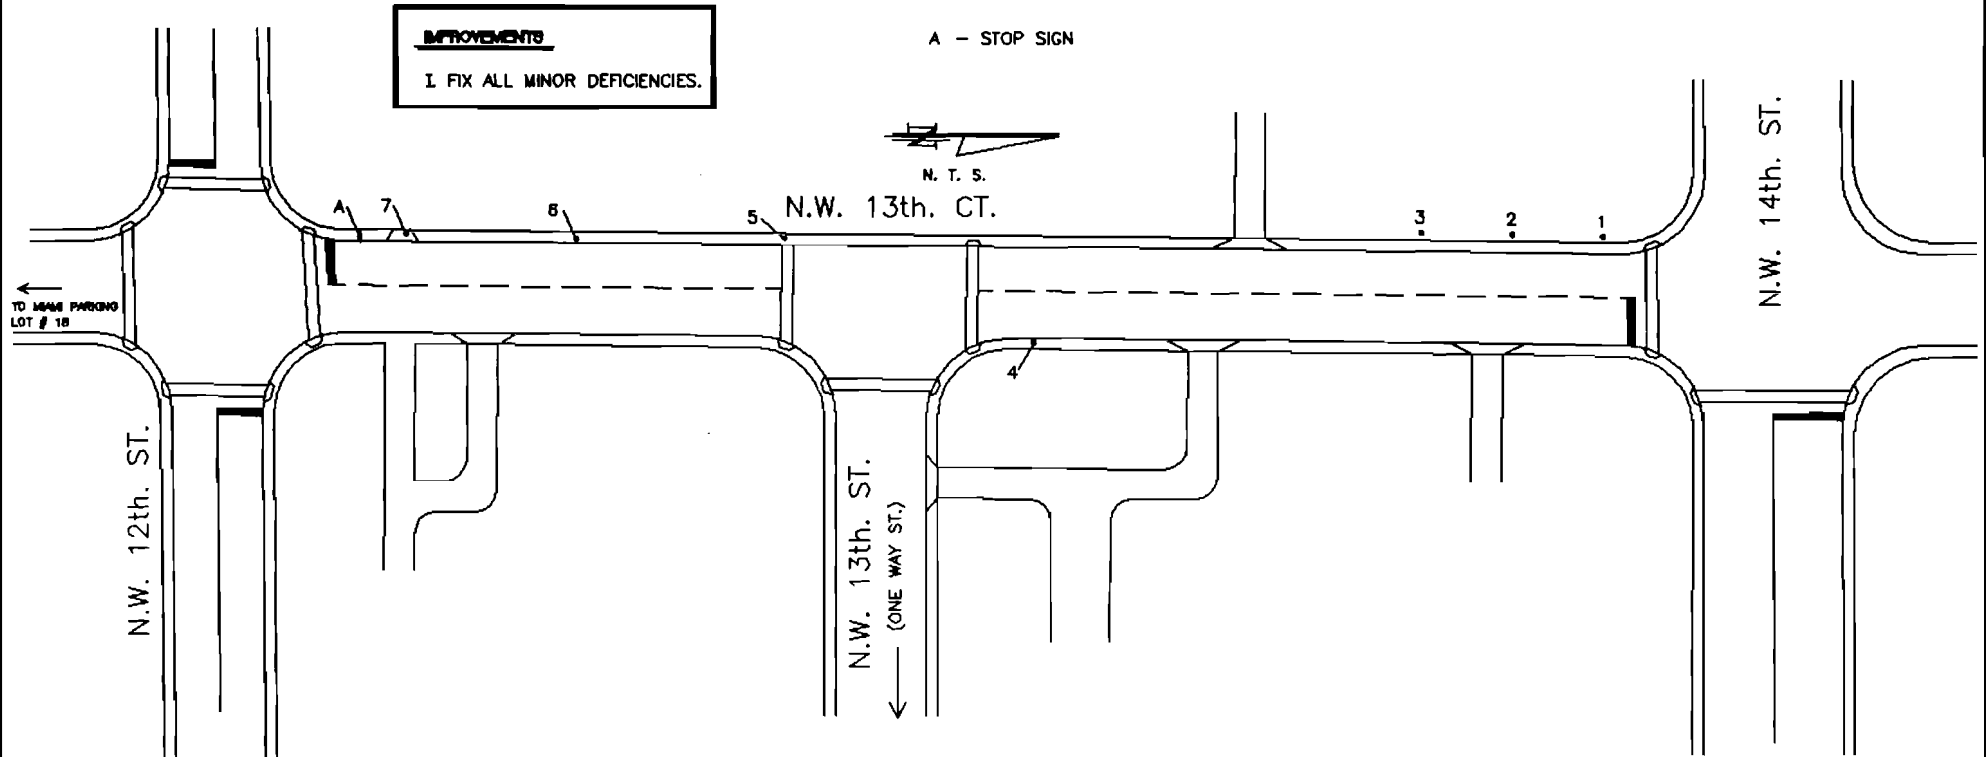 IMPROVEMENTS
I. FIX ALL MINOR DEFICIENCIES.
A - STOP SIGN
N
N. T. S.
N.W. 13th. CT.
A
7
6
5
3
2
1
4
TO MIAMI PARKING
LOT # 18
N.W. 12th. ST.
N.W. 13th. ST.
(ONE WAY ST.)
N.W. 14th. ST.